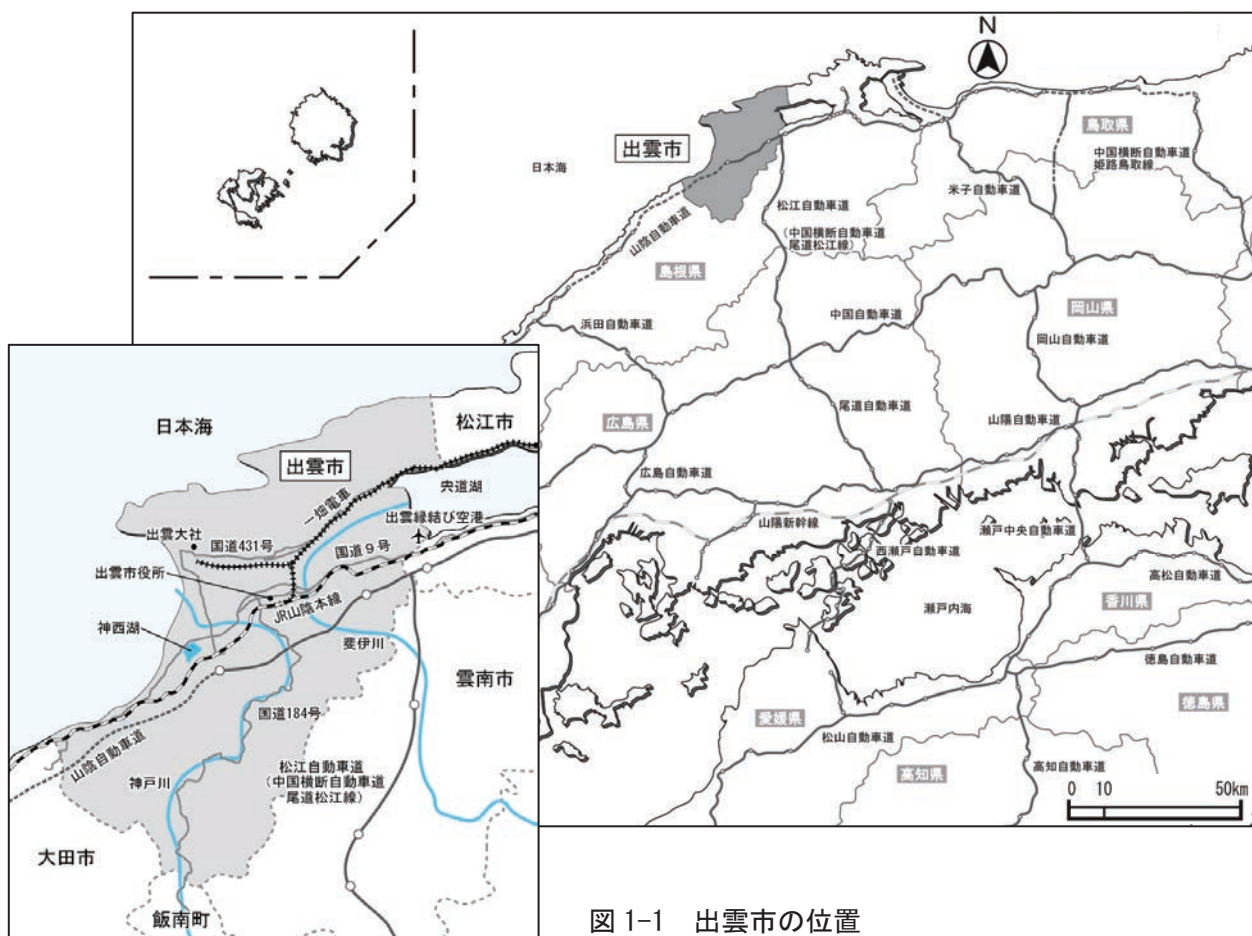 N
鳥取県
中国横断自動車道
姫路鳥取線
出雲市
日本海
米子自動車道
松江自動車道
(中国横断自動車道
尾道松江線)
山陰自動車道
島根県
岡山県
浜田自動車道
中国自動車道
岡山自動車道
広島県
尾道自動車道
山陽自動車道
広島自動車道
山陽新幹線
瀬戸中央自動車道
西瀬戸自動車道
高松自動車道
香川県
瀬戸内海
徳島自動車道
愛媛県
徳島県
松山自動車道
高知県
高知自動車道
0 10 50km
日本海
松江市
出雲市
一畑電車
宍道湖
出雲縁結び空港
出雲大社
国道431号
国道9号
出雲市役所
JR山陰本線
神西湖
斐伊川
雲南市
国道184号
山陰自動車道
神戸川
松江自動車道
(中国横断自動車道
尾道松江線)
大田市
飯南町
図 1-1 出雲市の位置